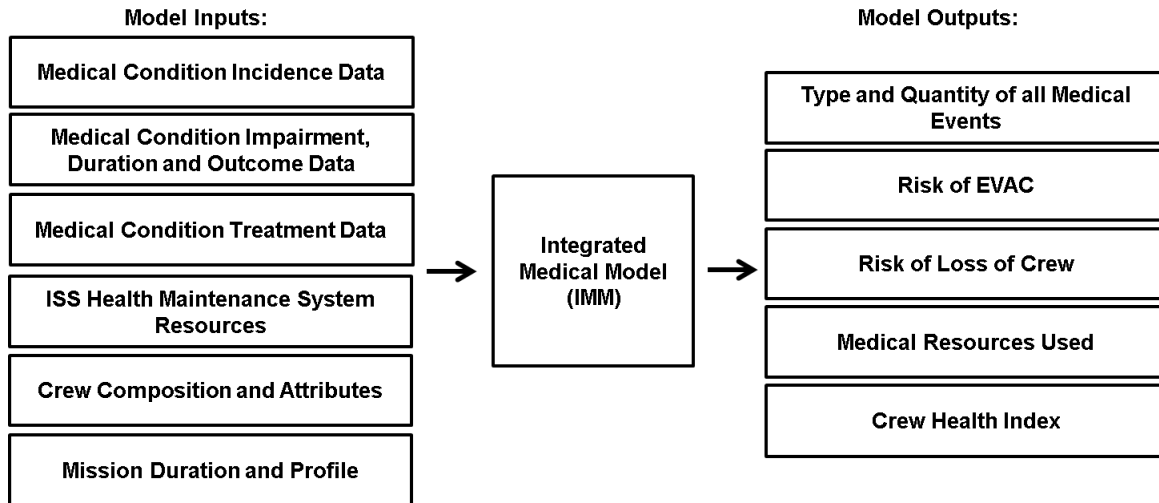 Model Inputs:
Medical Condition Incidence Data
Medical Condition Impairment,
Duration and Outcome Data
Medical Condition Treatment Data
ISS Health Maintenance System
Resources
Crew Composition and Attributes
Mission Duration and Profile
Integrated
Medical Model
(IMM)
Model Outputs:
Type and Quantity of all Medical
Events
Risk of EVAC
Risk of Loss of Crew
Medical Resources Used
Crew Health Index